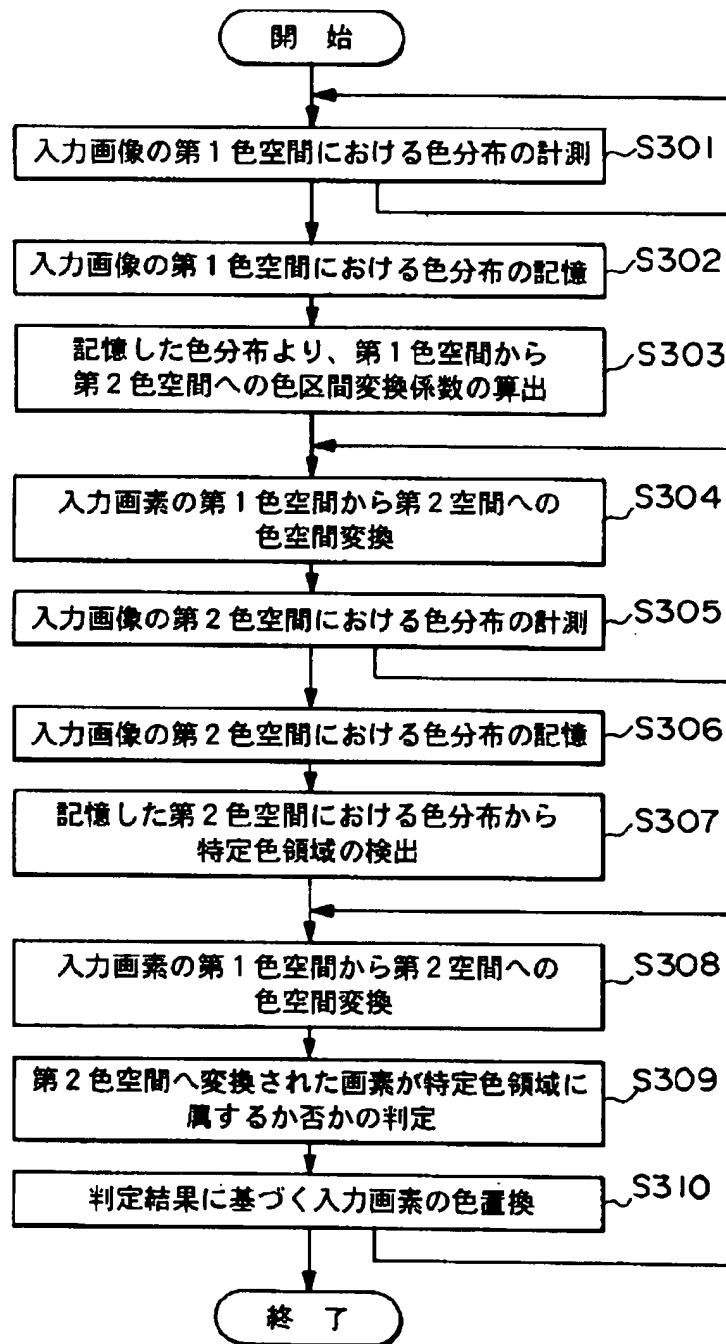 開 始
入力画像の第1色空間における色分布の計測 S301
入力画像の第1色空間における色分布の記憶 S302
記憶した色分布より、第1色空間から S303
第2色空間への色区間変換係数の算出
入力画素の第1色空間から第2空間への S304
色空間変換
入力画像の第2色空間における色分布の計測 S305
入力画像の第2色空間における色分布の記憶 S306
記憶した第2色空間における色分布から S307
特定色領域の検出
入力画素の第1色空間から第2空間への S308
色空間変換
第2色空間へ変換された画素が特定色領域に S309
属するか否かの判定
判定結果に基づく入力画素の色置換 S310
終 了